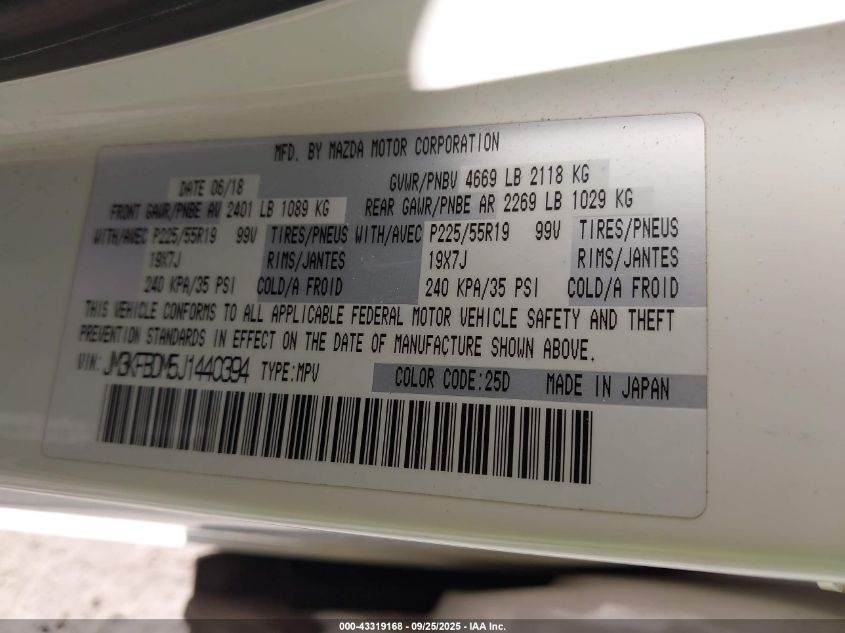 MFD. BY MAZDA MOTOR CORPORATION
DATE 06/18 GVWR/PNBV 4669 LB 2118 KG
FRONT GAWR/PNBE AV 2401 LB 1089 KG REAR GAWR/PNBE AR 2269 LB 1029 KG
WITH/AVEC P225/55R19 99V TIRES/PNEUS WITH/AVEC P225/55R19 99V TIRES/PNEUS
19X7J RIMS/JANTES 19X7J RIMS/JANTES
240 KPA/35 PSI COLD/A FROID 240 KPA/35 PSI COLD/A FROID
THIS VEHICLE CONFORMS TO ALL APPLICABLE FEDERAL MOTOR VEHICLE SAFETY AND THEFT
PREVENTION STANDARDS IN EFFECT ON THE DATE OF MANUFACTURE SHOWN ABOVE.
VIN: JM3KFBDM5J1440394 TYPE:MPV COLOR CODE:25D MADE IN JAPAN
000-43319168 - 09/25/2025 - IAA Inc.